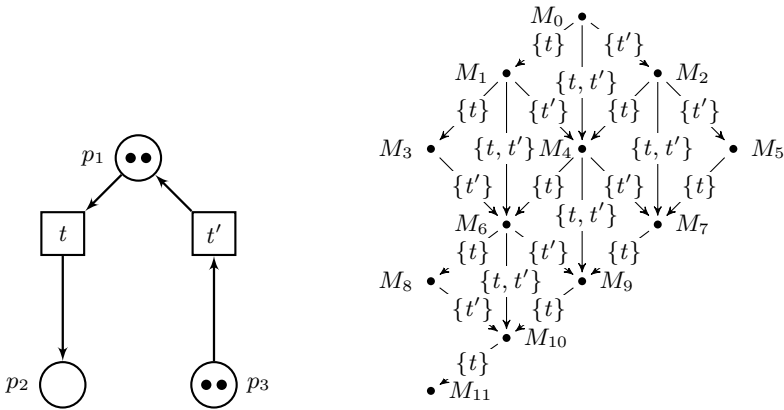 p₁
t
t′
p₂
p₃
M₀
{t} {t′}
M₁ {t, t′} M₂
{t} {t′} {t} {t′}
M₃ {t, t′} M₄ {t, t′} M₅
{t′} {t} {t′} {t}
M₆ {t, t′} M₇
{t} {t′} {t}
M₈ {t, t′} M₉
{t′} {t}
M₁₀
{t}
M₁₁